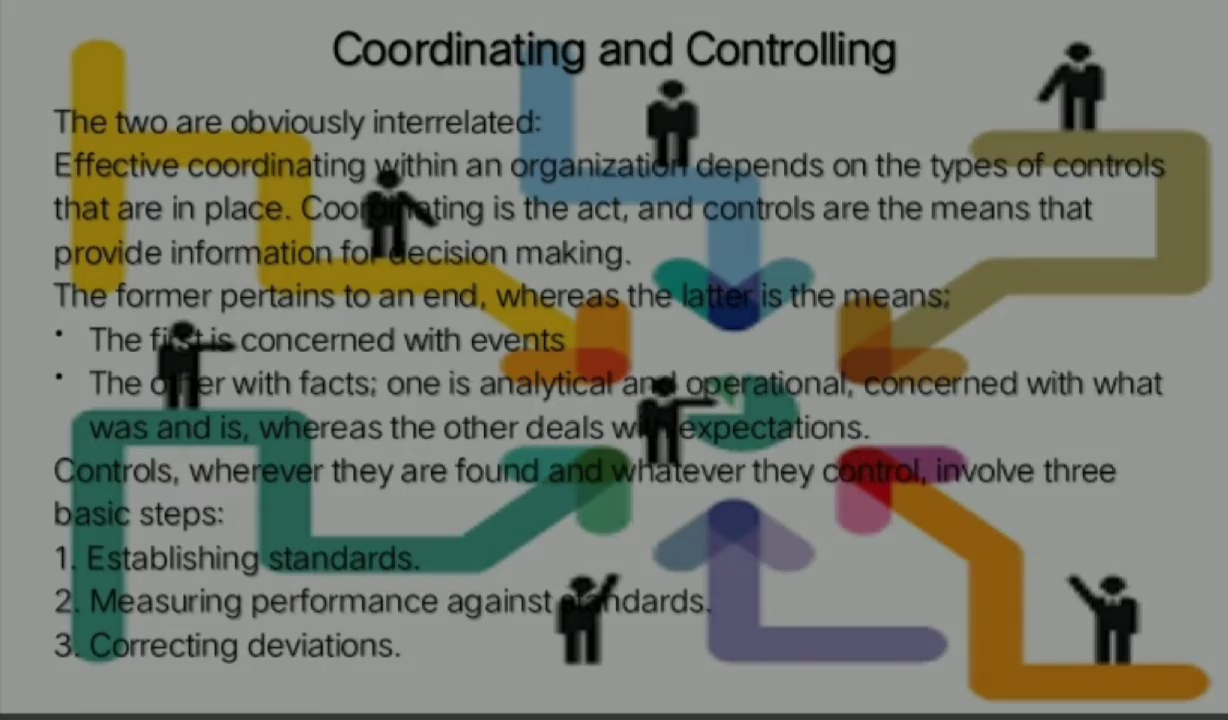 Coordinating and Controlling
The two are obviously interrelated:
Effective coordinating within an organization depends on the types of controls
that are in place. Coordinating is the act, and controls are the means that
provide information for decision making.
The former pertains to an end, whereas the latter is the means;
• The first is concerned with events
• The other with facts; one is analytical and operational, concerned with what
was and is, whereas the other deals with expectations.
Controls, wherever they are found and whatever they control, involve three
basic steps:
1. Establishing standards.
2. Measuring performance against standards.
3. Correcting deviations.